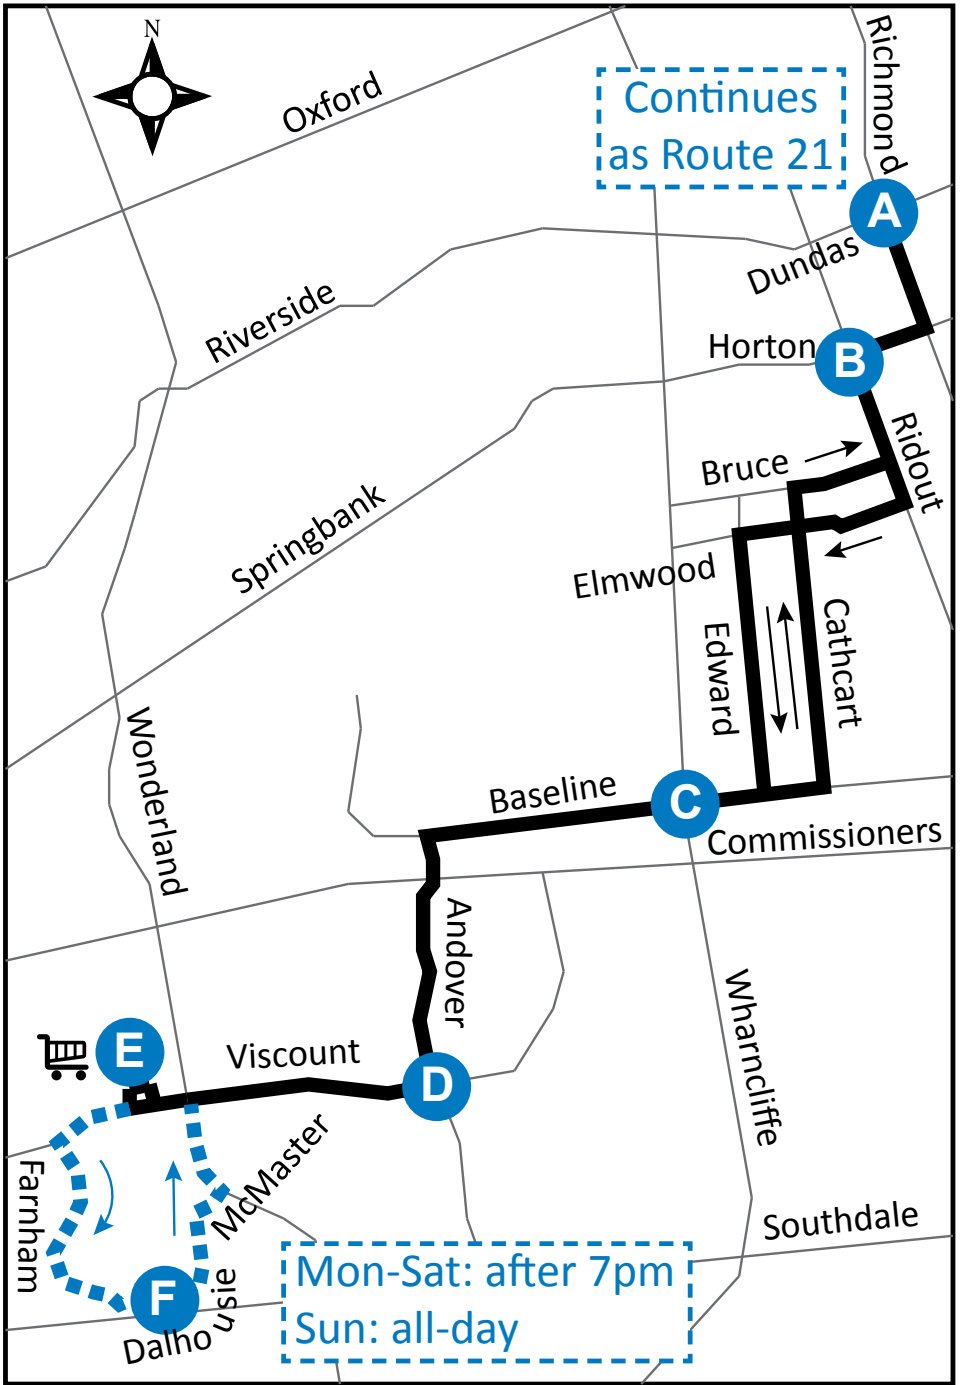 N
Richmond
Oxford
Continues
as Route 21
A
Dundas
Riverside
Horton
B
Ridout
Bruce
Springbank
Elmwood
Edward
Cathcart
Wonderland
Baseline
C
Commissioners
Andover
Wharncliffe
E
Viscount
D
McMaster
Farnham
Southdale
Mon-Sat: after 7pm
Sun: all-day
F
Dalhousie